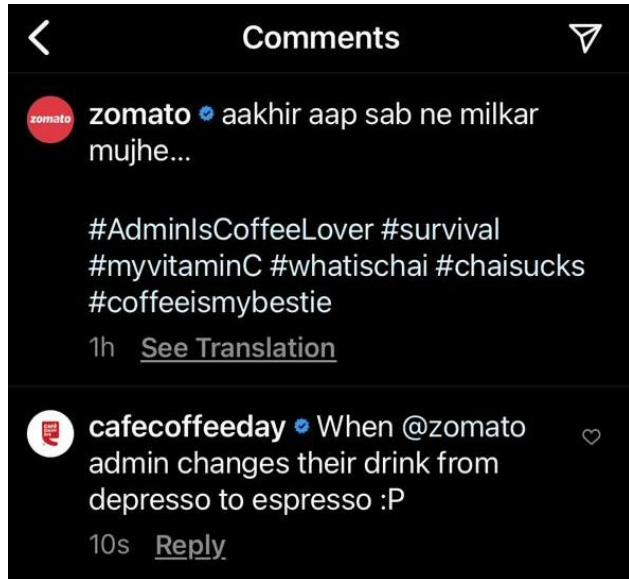 Comments
zomato aakhir aap sab ne milkar
mujhe...
#AdminIsCoffeeLover #survival
#myvitaminC #whatischai #chaisucks
#coffeeismybestie
1h See Translation
cafecoffeeday When @zomato
admin changes their drink from
depresso to espresso :P
10s Reply
zomato